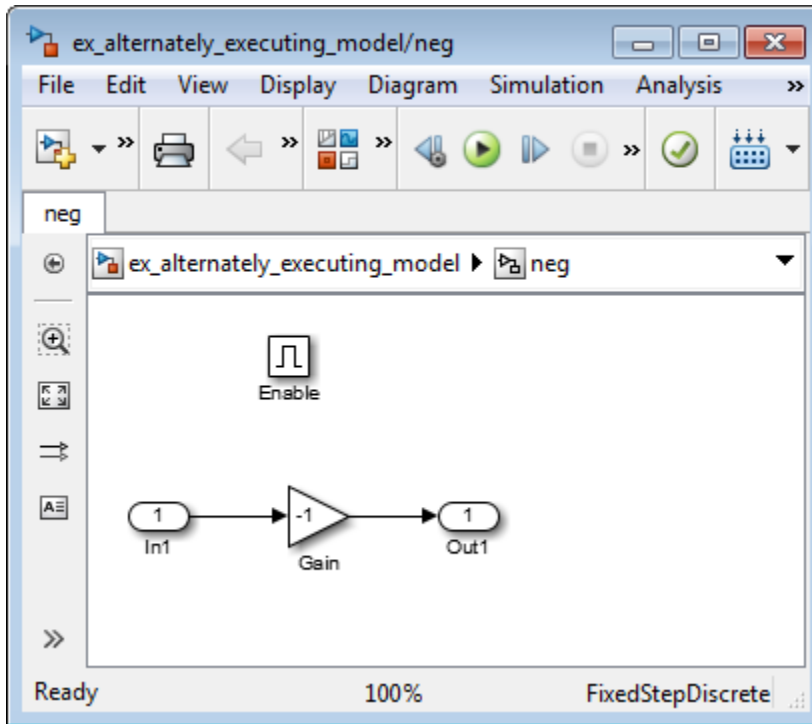 ex_alternately_executing_model/neg
File Edit View Display Diagram Simulation Analysis »
» » » »
neg
ex_alternately_executing_model neg
Enable
1 -1 1
In1 Gain Out1
Ready 100% FixedStepDiscrete